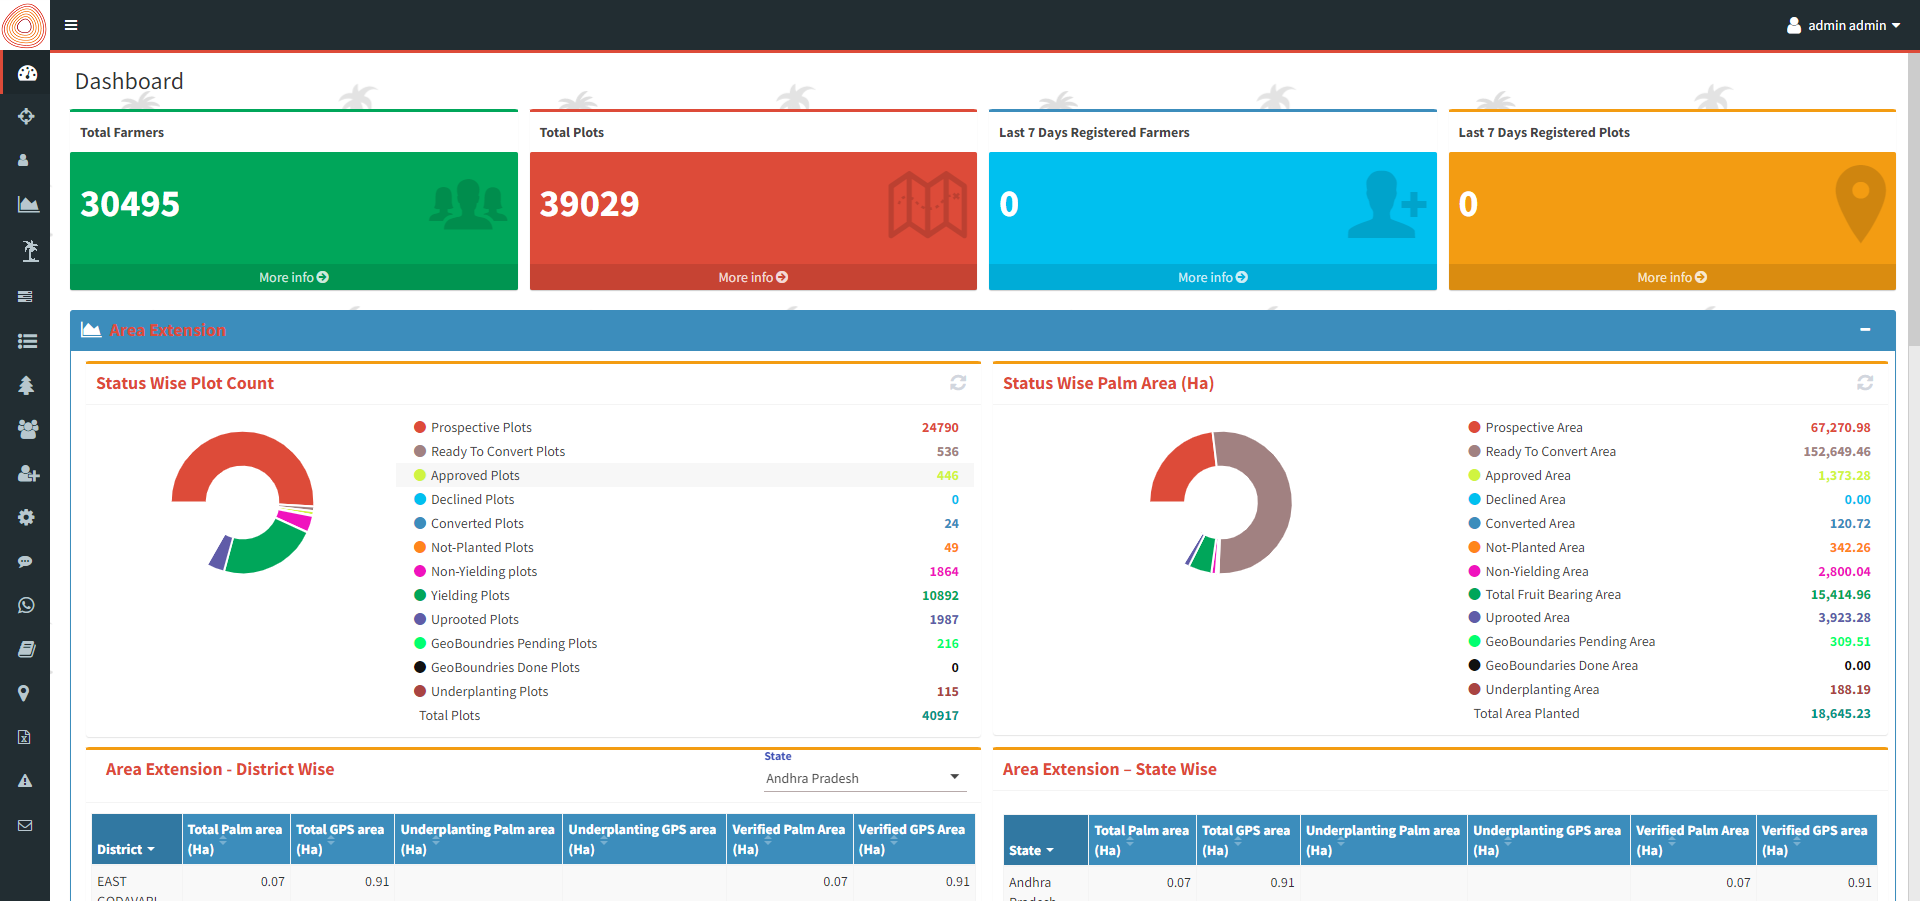 admin admin
Dashboard
Total Farmers
30495
More info
Total Plots
39029
More info
Last 7 Days Registered Farmers
0
More info
Last 7 Days Registered Plots
0
More info
Area Extension
Status Wise Plot Count
Prospective Plots 24790
Ready To Convert Plots 536
Approved Plots 446
Declined Plots 0
Converted Plots 24
Not-Planted Plots 49
Non-Yielding plots 1864
Yielding Plots 10892
Uprooted Plots 1987
GeoBoundries Pending Plots 216
GeoBoundries Done Plots 0
Underplanting Plots 115
Total Plots 40917
Status Wise Palm Area (Ha)
Prospective Area 67,270.98
Ready To Convert Area 152,649.46
Approved Area 1,373.28
Declined Area 0.00
Converted Area 120.72
Not-Planted Area 342.26
Non-Yielding Area 2,800.04
Total Fruit Bearing Area 15,414.96
Uprooted Area 3,923.28
GeoBoundaries Pending Area 309.51
GeoBoundaries Done Area 0.00
Underplanting Area 188.19
Total Area Planted 18,645.23
Area Extension - District Wise
State
Andhra Pradesh
District Total Palm area (Ha) Total GPS area (Ha) Underplanting Palm area (Ha) Underplanting GPS area (Ha) Verified Palm Area (Ha) Verified GPS Area (Ha)
EAST 0.07 0.91 0.07 0.91
Area Extension – State Wise
State Total Palm area (Ha) Total GPS area (Ha) Underplanting Palm area (Ha) Underplanting GPS area (Ha) Verified Palm Area (Ha) Verified GPS area (Ha)
Andhra 0.07 0.91 0.07 0.91